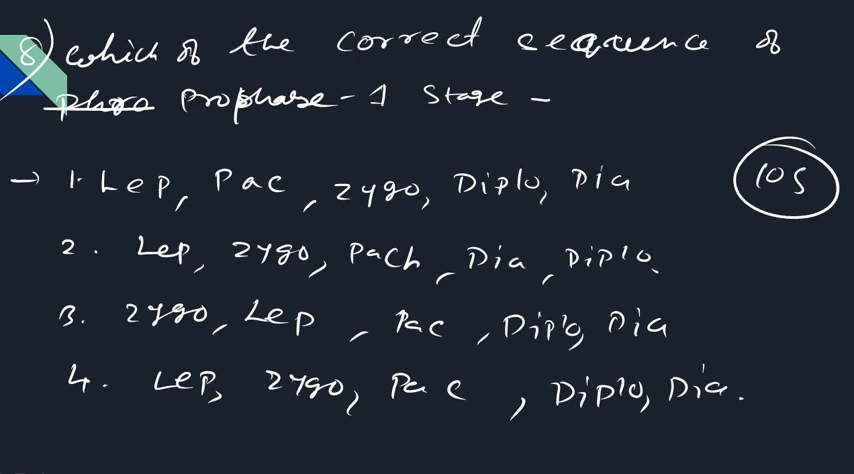 8) which of the correct sequence of
phra Prophase-1 Stage -
→ 1. Lep, Pac, zygo, Diplo, Dia
10S
2. Lep, zygo, Pach, Dia, Diplo.
3. zygo, Lep, Pac, Diplo, Dia
4. Lep, zygo, Pac, Diplo, Dia.